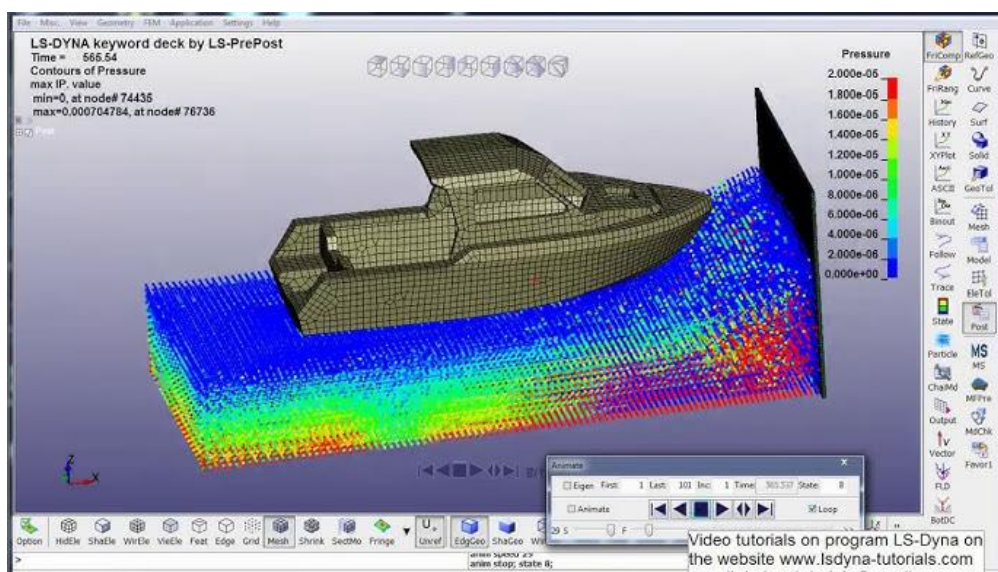 File Misc. View Geometry FEM Application Settings Help
LS-DYNA keyword deck by LS-PrePost
Time = 565.54
Contours of Pressure
max IP. value
min=0, at node# 74435
max=0.000704784, at node# 76736
Post
Pressure
2.000e-05
1.800e-05
1.600e-05
1.400e-05
1.200e-05
1.000e-05
8.000e-06
6.000e-06
4.000e-06
2.000e-06
0.000e+00
FriComp RefGeo
FriRang Curve
History Surf
XYPlot Solid
ASCII GeoTol
Binout Mesh
Follow Model
Trace EleTol
State Post
Particle MS
MS
ChaiMd MFPre
Output MdChk
Vector Favor1
FLD
BotDC
Z
X
Animate
Eigen First: 1 Last: 101 Inc: 1 Time: 565.537 State: 8
Animate Loop
29 S F
Option HidEle ShaEle WirEle VieEle Feat Edge Grid Mesh Shrink SectMo Fringe Unref EdgGeo ShaGeo
>
anim speed 29
anim stop; state 8;
Video tutorials on program LS-Dyna on
the website www.lsdyna-tutorials.com